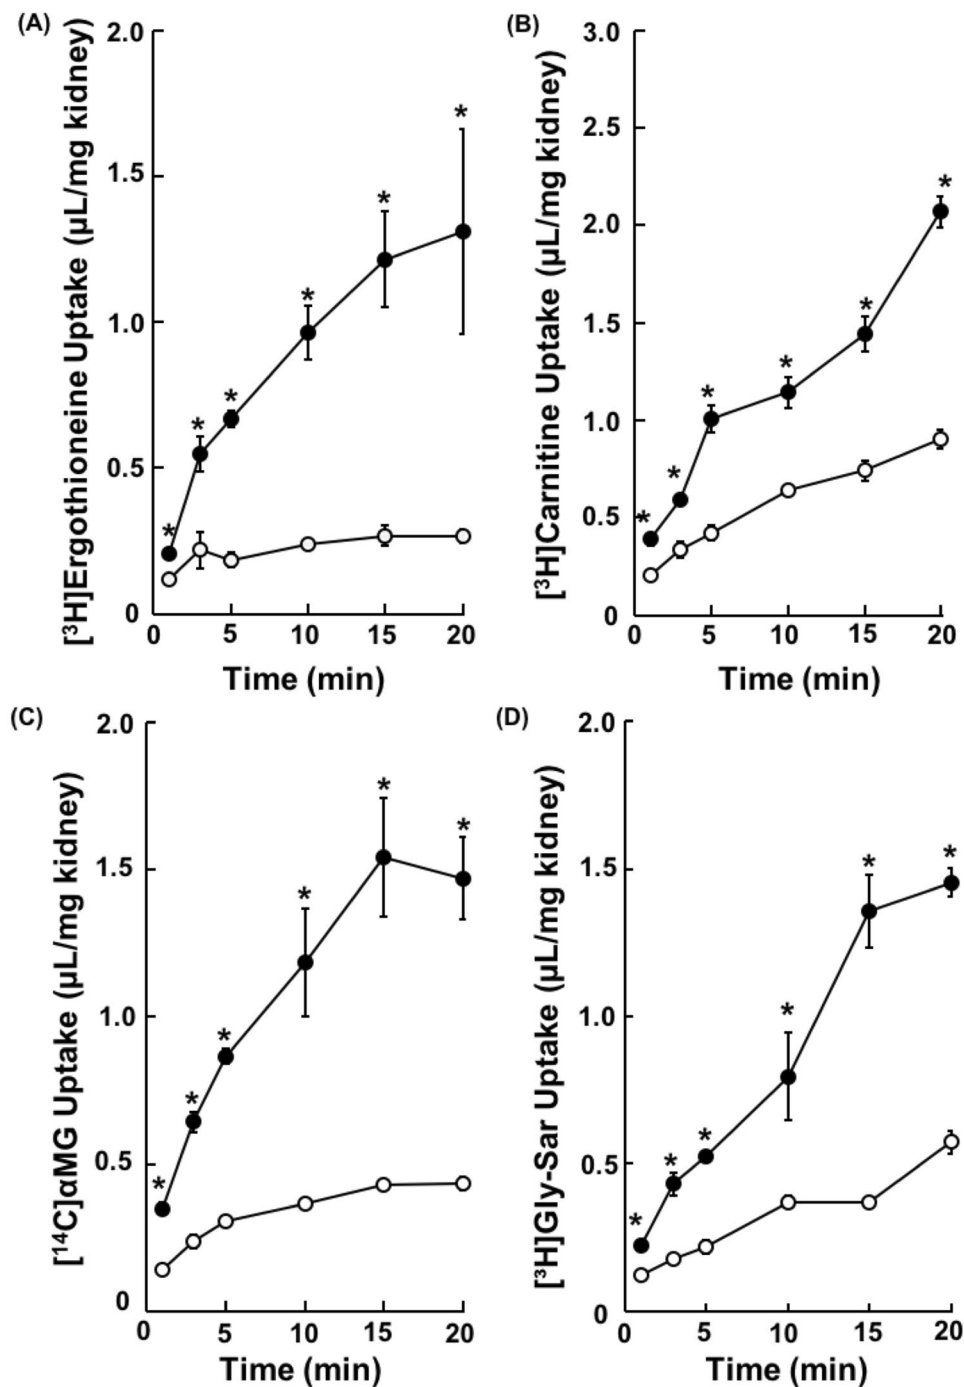 (A)
[³H]Ergothioneine Uptake (µL/mg kidney)
2.0
1.5
1.0
0.5
0
* * * * * * *
0 5 10 15 20
Time (min)
(B)
[³H]Carnitine Uptake (µL/mg kidney)
3.0
2.5
2.0
1.5
1.0
0.5
0
* * * * * *
0 5 10 15 20
Time (min)
(C)
[¹⁴C]αMG Uptake (µL/mg kidney)
2.0
1.5
1.0
0.5
0
* * * * * *
0 5 10 15 20
Time (min)
(D)
[³H]Gly-Sar Uptake (µL/mg kidney)
2.0
1.5
1.0
0.5
0
* * * * * *
0 5 10 15 20
Time (min)